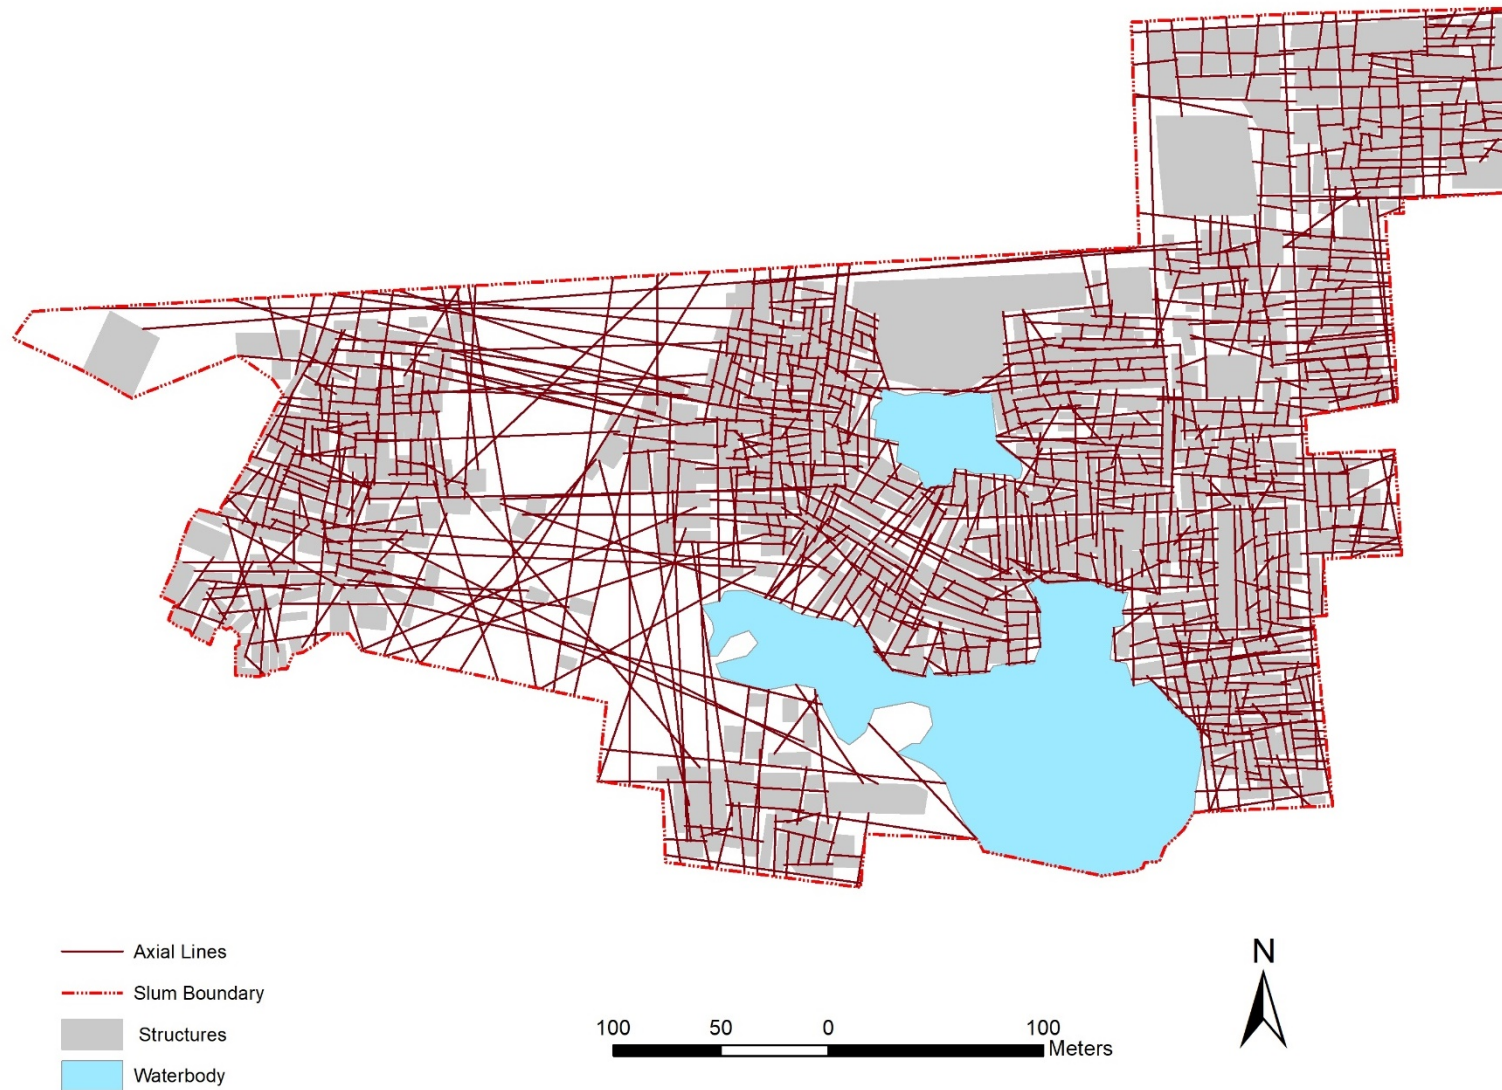 Axial Lines
Slum Boundary
Structures
Waterbody
100 50 0 100
Meters
N